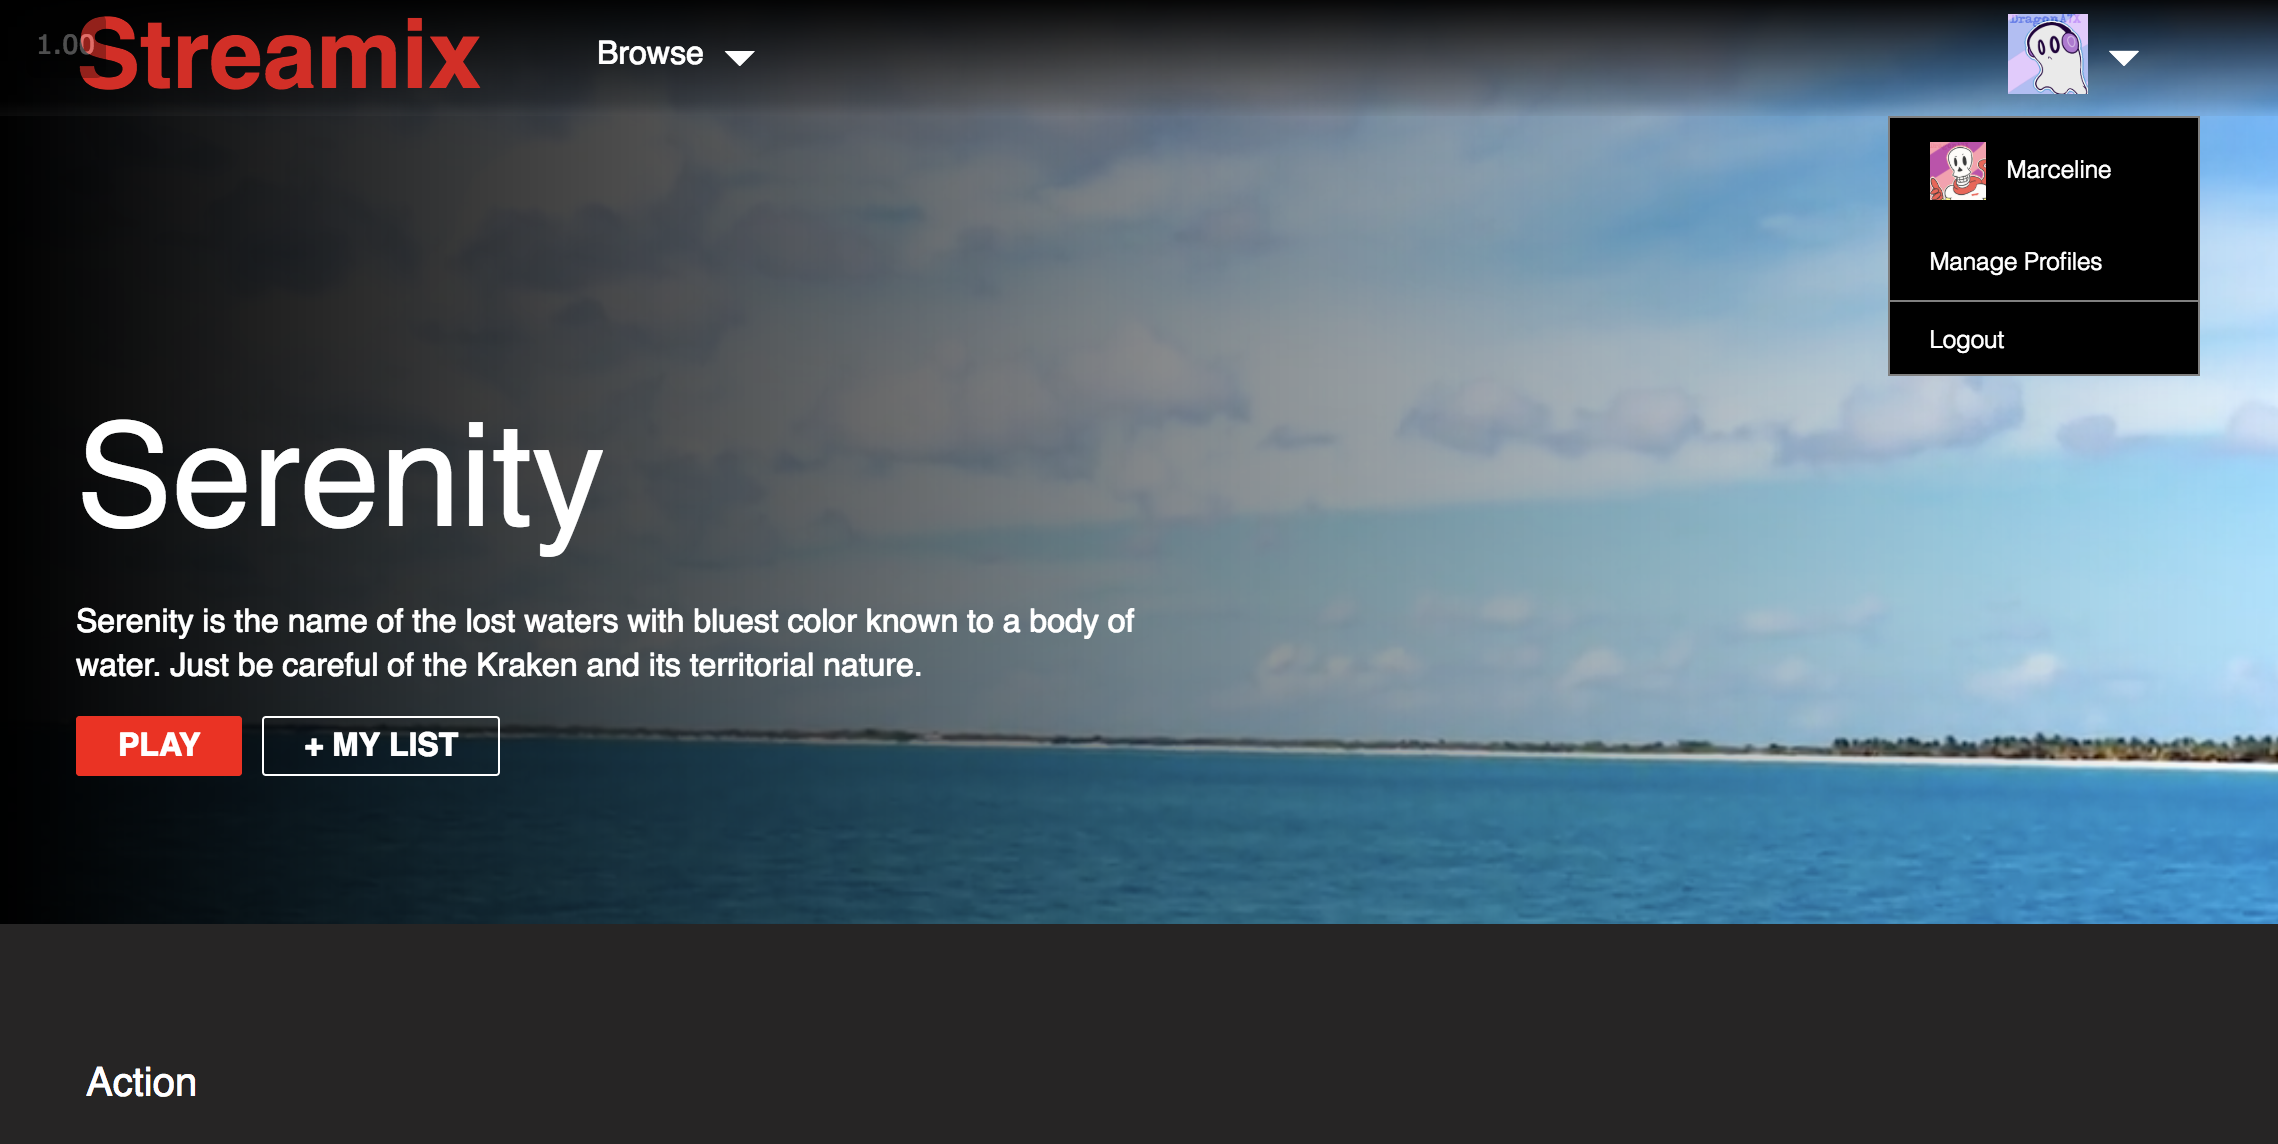 1.00
Streamix
Browse
DragonA7X
Marceline
Manage Profiles
Logout
Serenity
Serenity is the name of the lost waters with bluest color known to a body of
water. Just be careful of the Kraken and its territorial nature.
PLAY
+ MY LIST
Action